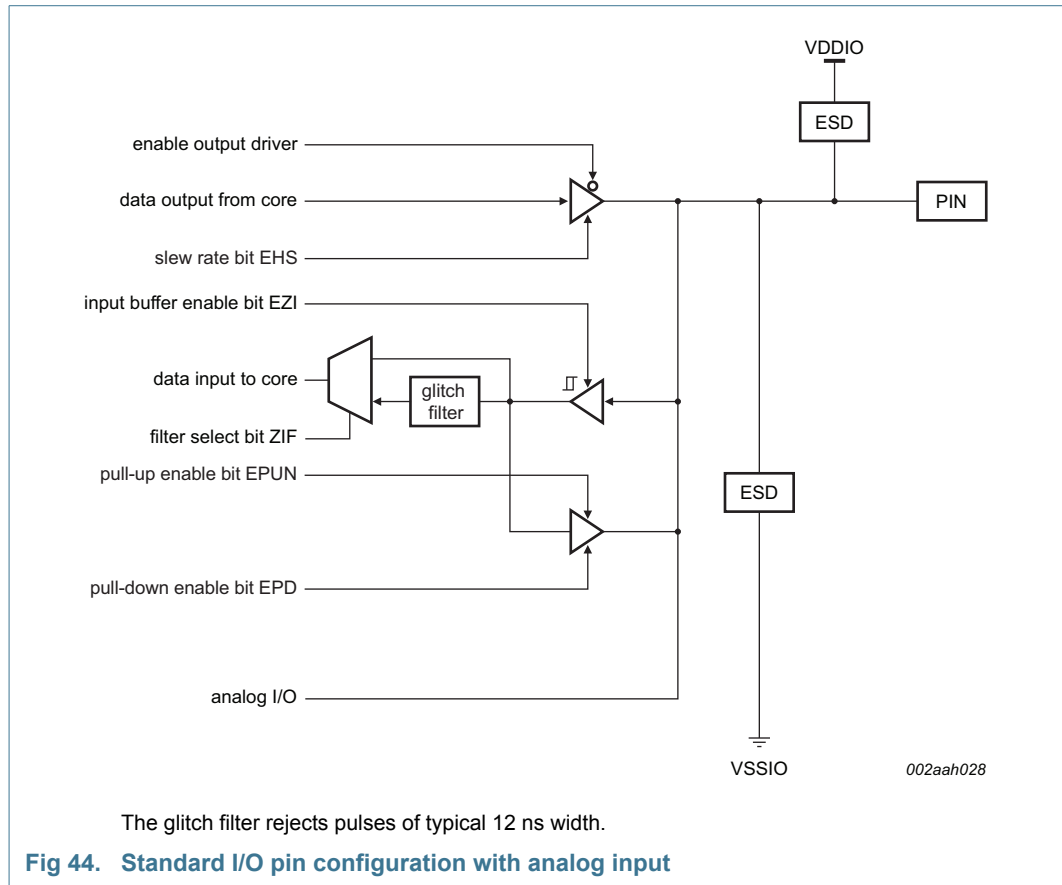 VDDIO
ESD
enable output driver
data output from core
PIN
slew rate bit EHS
input buffer enable bit EZI
data input to core
glitch
filter
filter select bit ZIF
pull-up enable bit EPUN
ESD
pull-down enable bit EPD
analog I/O
VSSIO
002aah028
The glitch filter rejects pulses of typical 12 ns width.
Fig 44. Standard I/O pin configuration with analog input